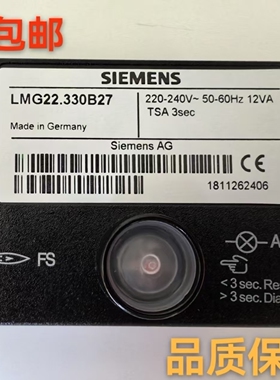 包邮
SIEMENS
LMG22.330B27
220-240V~ 50-60Hz 12VA
TSA 3sec
Made in Germany
Siemens AG
1811262406
FS
A
< 3 sec. Re
> 3 sec. Dia
品质保